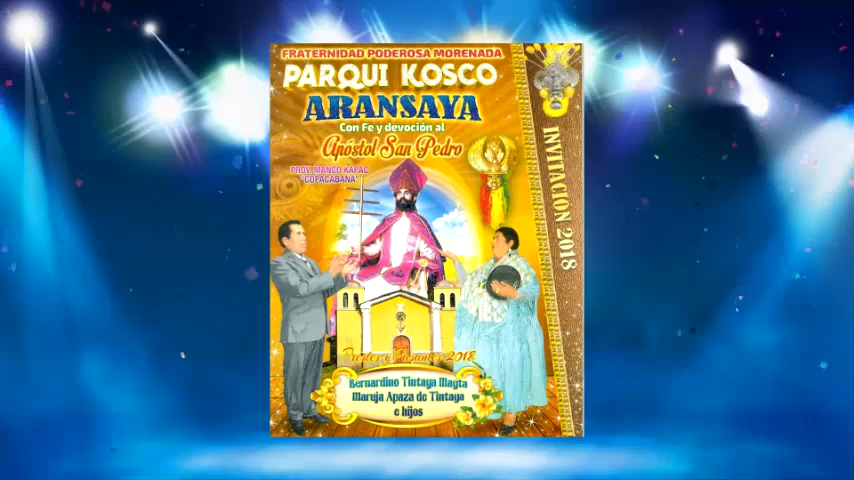 FRATERNIDAD PODEROSA MORENADA
PARQUI KOSCO
ARANSAYA
Con Fe y devoción al
Apóstol San Pedro
PROV. MANCO KAPAC
"COPACABANA"
INVITACION 2018
Prestes y Pasantes 2018
Bernardino Tintaya Mayta
Maruja Apaza de Tintaya
e hijos